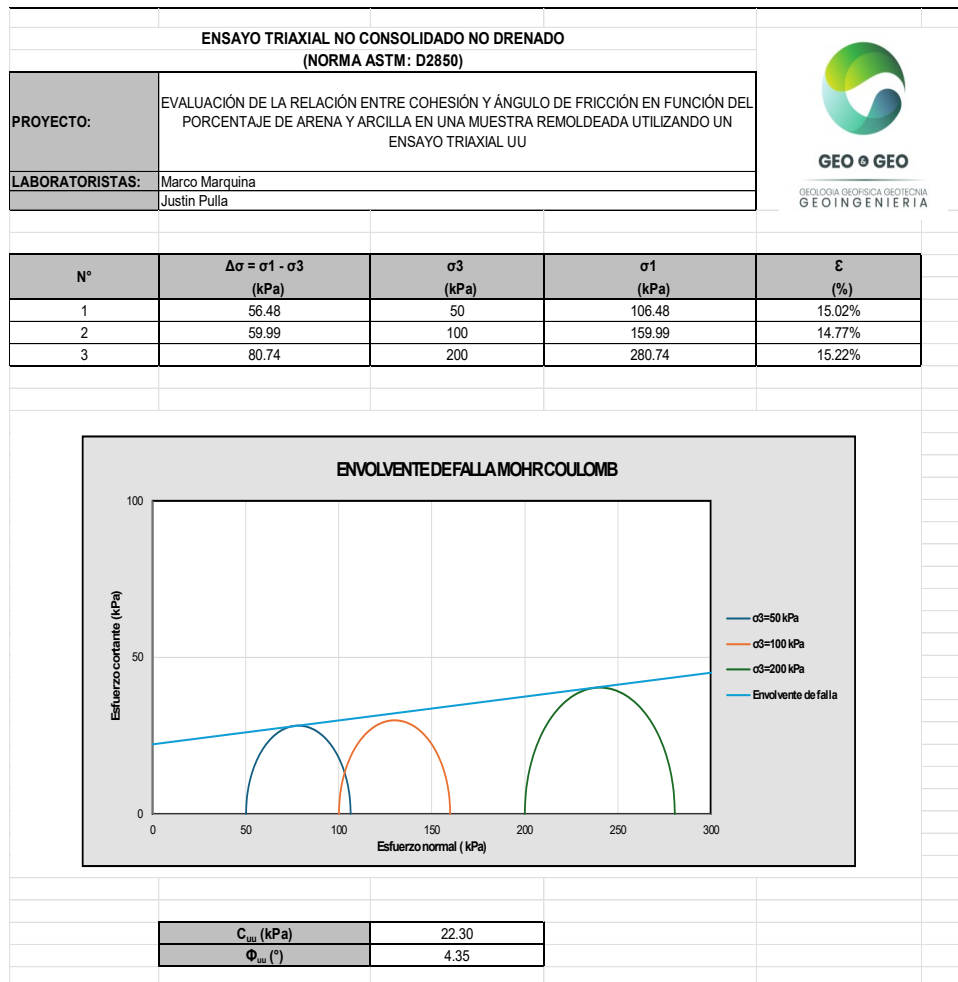 ENSAYO TRIAXIAL NO CONSOLIDADO NO DRENADO
(NORMA ASTM: D2850)
PROYECTO:
EVALUACIÓN DE LA RELACIÓN ENTRE COHESIÓN Y ÁNGULO DE FRICCIÓN EN FUNCIÓN DEL
PORCENTAJE DE ARENA Y ARCILLA EN UNA MUESTRA REMOLDEADA UTILIZANDO UN
ENSAYO TRIAXIAL UU
LABORATORISTAS: Marco Marquina
Justin Pulla
GEO & GEO
GEOLOGIA GEOFISICA GEOTECNIA
GEOINGENIERIA
N° Δσ = σ1 - σ3 σ3 σ1 Ɛ
(kPa) (kPa) (kPa) (%)
1 56.48 50 106.48 15.02%
2 59.99 100 159.99 14.77%
3 80.74 200 280.74 15.22%
ENVOLVENTE DE FALLA MOHR COULOMB
Esfuerzo cortante (kPa)
100
50
0
0 50 100 150 200 250 300
Esfuerzo normal ( kPa)
σ3=50 kPa
σ3=100 kPa
σ3=200 kPa
Envolvente de falla
Cuu (kPa) 22.30
Φuu (°) 4.35